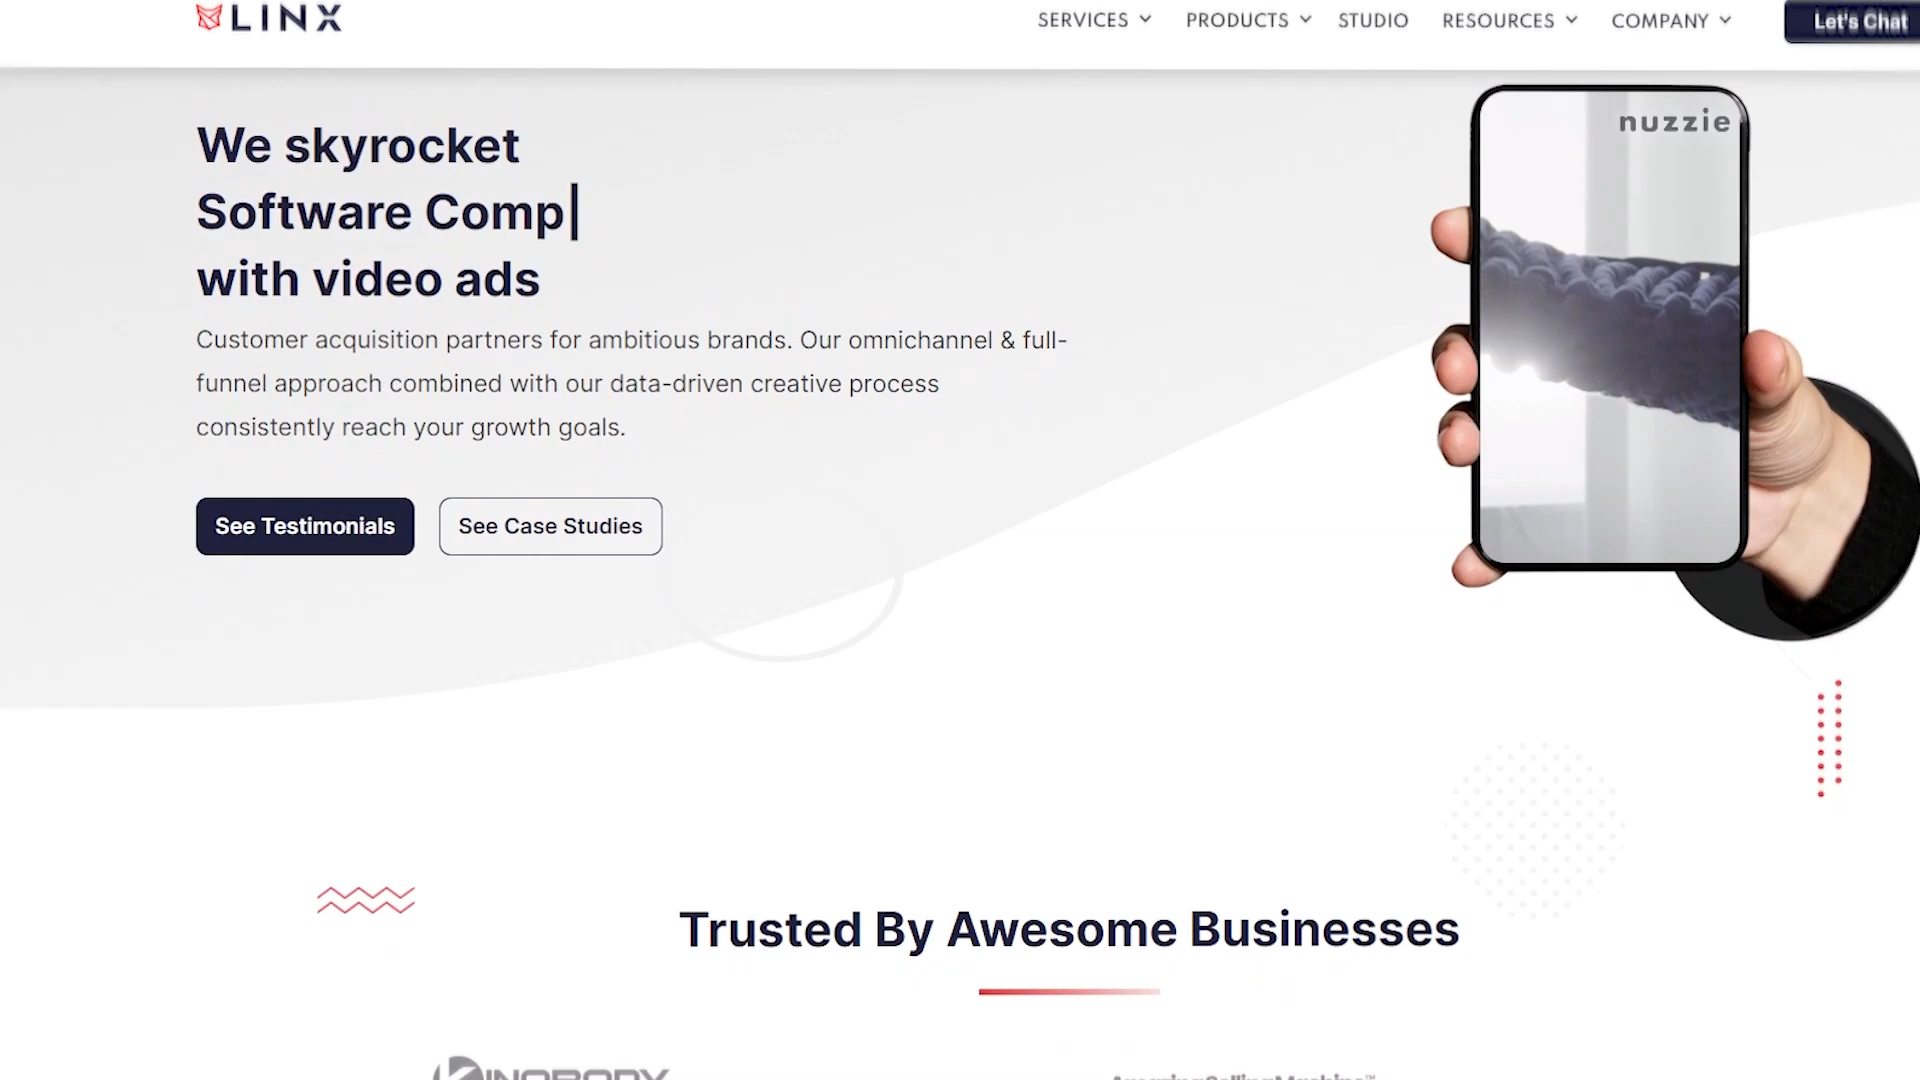 LINX
SERVICES
PRODUCTS
STUDIO
RESOURCES
COMPANY
Let's Chat
nuzzie
We skyrocket
Software Comp|
with video ads
Customer acquisition partners for ambitious brands. Our omnichannel & full-
funnel approach combined with our data-driven creative process
consistently reach your growth goals.
See Testimonials
See Case Studies
Trusted By Awesome Businesses
KINOBODY
AmazingSellingMachine™